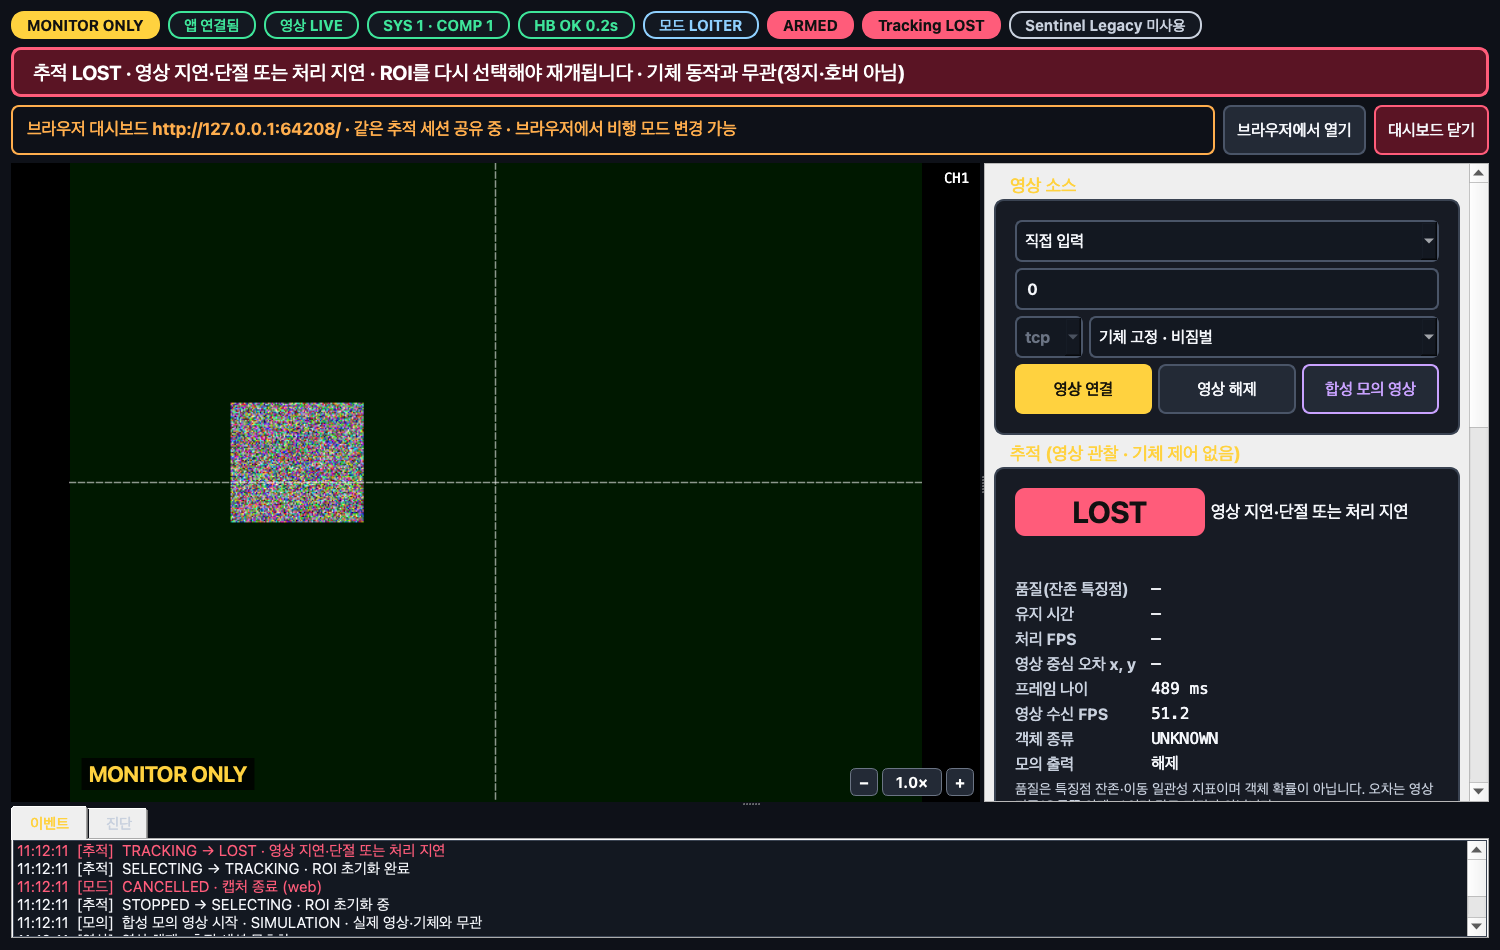 MONITOR ONLY 앱 연결됨 영상 LIVE SYS 1 · COMP 1 HB OK 0.2s 모드 LOITER ARMED Tracking LOST Sentinel Legacy 미사용
추적 LOST · 영상 지연·단절 또는 처리 지연 · ROI를 다시 선택해야 재개됩니다 · 기체 동작과 무관(정지·호버 아님)
브라우저 대시보드 http://127.0.0.1:64208/ · 같은 추적 세션 공유 중 · 브라우저에서 비행 모드 변경 가능 브라우저에서 열기 대시보드 닫기
CH1
영상 소스
직접 입력
0
tcp 기체 고정 · 비짐벌
영상 연결 영상 해제 합성 모의 영상
추적 (영상 관찰 · 기체 제어 없음)
LOST 영상 지연·단절 또는 처리 지연
품질(잔존 특징점) –
유지 시간 –
처리 FPS –
영상 중심 오차 x, y –
프레임 나이 489 ms
영상 수신 FPS 51.2
객체 종류 UNKNOWN
모의 출력 해제
품질은 특징점 잔존·이동 일관성 지표이며 객체 확률이 아닙니다. 오차는 영상
MONITOR ONLY
– 1.0× +
이벤트 진단
11:12:11 [추적] TRACKING → LOST · 영상 지연·단절 또는 처리 지연
11:12:11 [추적] SELECTING → TRACKING · ROI 초기화 완료
11:12:11 [모드] CANCELLED · 캡처 종료 (web)
11:12:11 [추적] STOPPED → SELECTING · ROI 초기화 중
11:12:11 [모의] 합성 모의 영상 시작 · SIMULATION · 실제 영상·기체와 무관